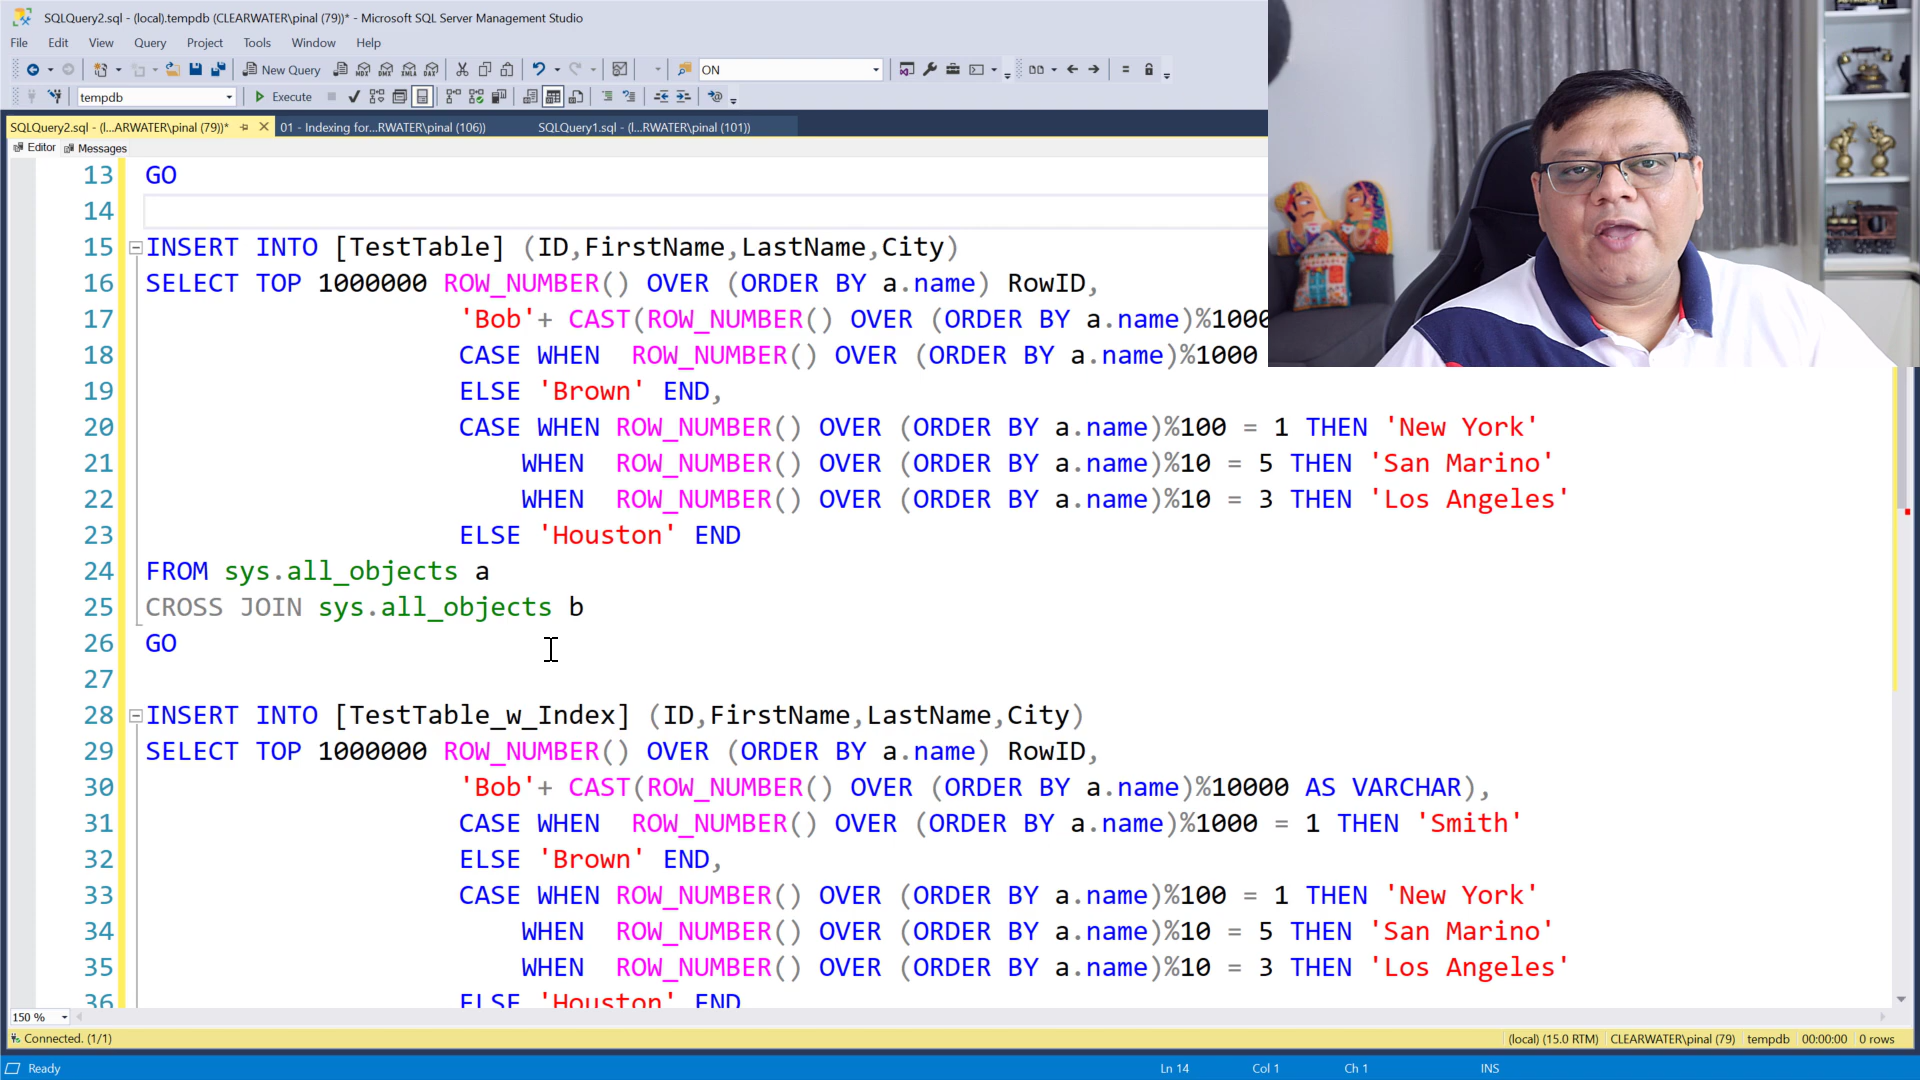 SQLQuery2.sql - (local).tempdb (CLEARWATER\pinal (79))* - Microsoft SQL Server Management Studio
File Edit View Query Project Tools Window Help
New Query MDX DMX XMLA DAX ON
tempdb Execute
SQLQuery2.sql - (l...ARWATER\pinal (79))* 01 - Indexing for...RWATER\pinal (106)) SQLQuery1.sql - (l...RWATER\pinal (101))
Editor Messages
13 GO
14
15 INSERT INTO [TestTable] (ID,FirstName,LastName,City)
16 SELECT TOP 1000000 ROW_NUMBER() OVER (ORDER BY a.name) RowID,
17 'Bob'+ CAST(ROW_NUMBER() OVER (ORDER BY a.name)%1000
18 CASE WHEN ROW_NUMBER() OVER (ORDER BY a.name)%1000
19 ELSE 'Brown' END,
20 CASE WHEN ROW_NUMBER() OVER (ORDER BY a.name)%100 = 1 THEN 'New York'
21 WHEN ROW_NUMBER() OVER (ORDER BY a.name)%10 = 5 THEN 'San Marino'
22 WHEN ROW_NUMBER() OVER (ORDER BY a.name)%10 = 3 THEN 'Los Angeles'
23 ELSE 'Houston' END
24 FROM sys.all_objects a
25 CROSS JOIN sys.all_objects b
26 GO
27
28 INSERT INTO [TestTable_w_Index] (ID,FirstName,LastName,City)
29 SELECT TOP 1000000 ROW_NUMBER() OVER (ORDER BY a.name) RowID,
30 'Bob'+ CAST(ROW_NUMBER() OVER (ORDER BY a.name)%10000 AS VARCHAR),
31 CASE WHEN ROW_NUMBER() OVER (ORDER BY a.name)%1000 = 1 THEN 'Smith'
32 ELSE 'Brown' END,
33 CASE WHEN ROW_NUMBER() OVER (ORDER BY a.name)%100 = 1 THEN 'New York'
34 WHEN ROW_NUMBER() OVER (ORDER BY a.name)%10 = 5 THEN 'San Marino'
35 WHEN ROW_NUMBER() OVER (ORDER BY a.name)%10 = 3 THEN 'Los Angeles'
36 ELSE 'Houston' END
150 %
Connected. (1/1) (local) (15.0 RTM) CLEARWATER\pinal (79) tempdb 00:00:00 0 rows
Ready Ln 14 Col 1 Ch 1 INS